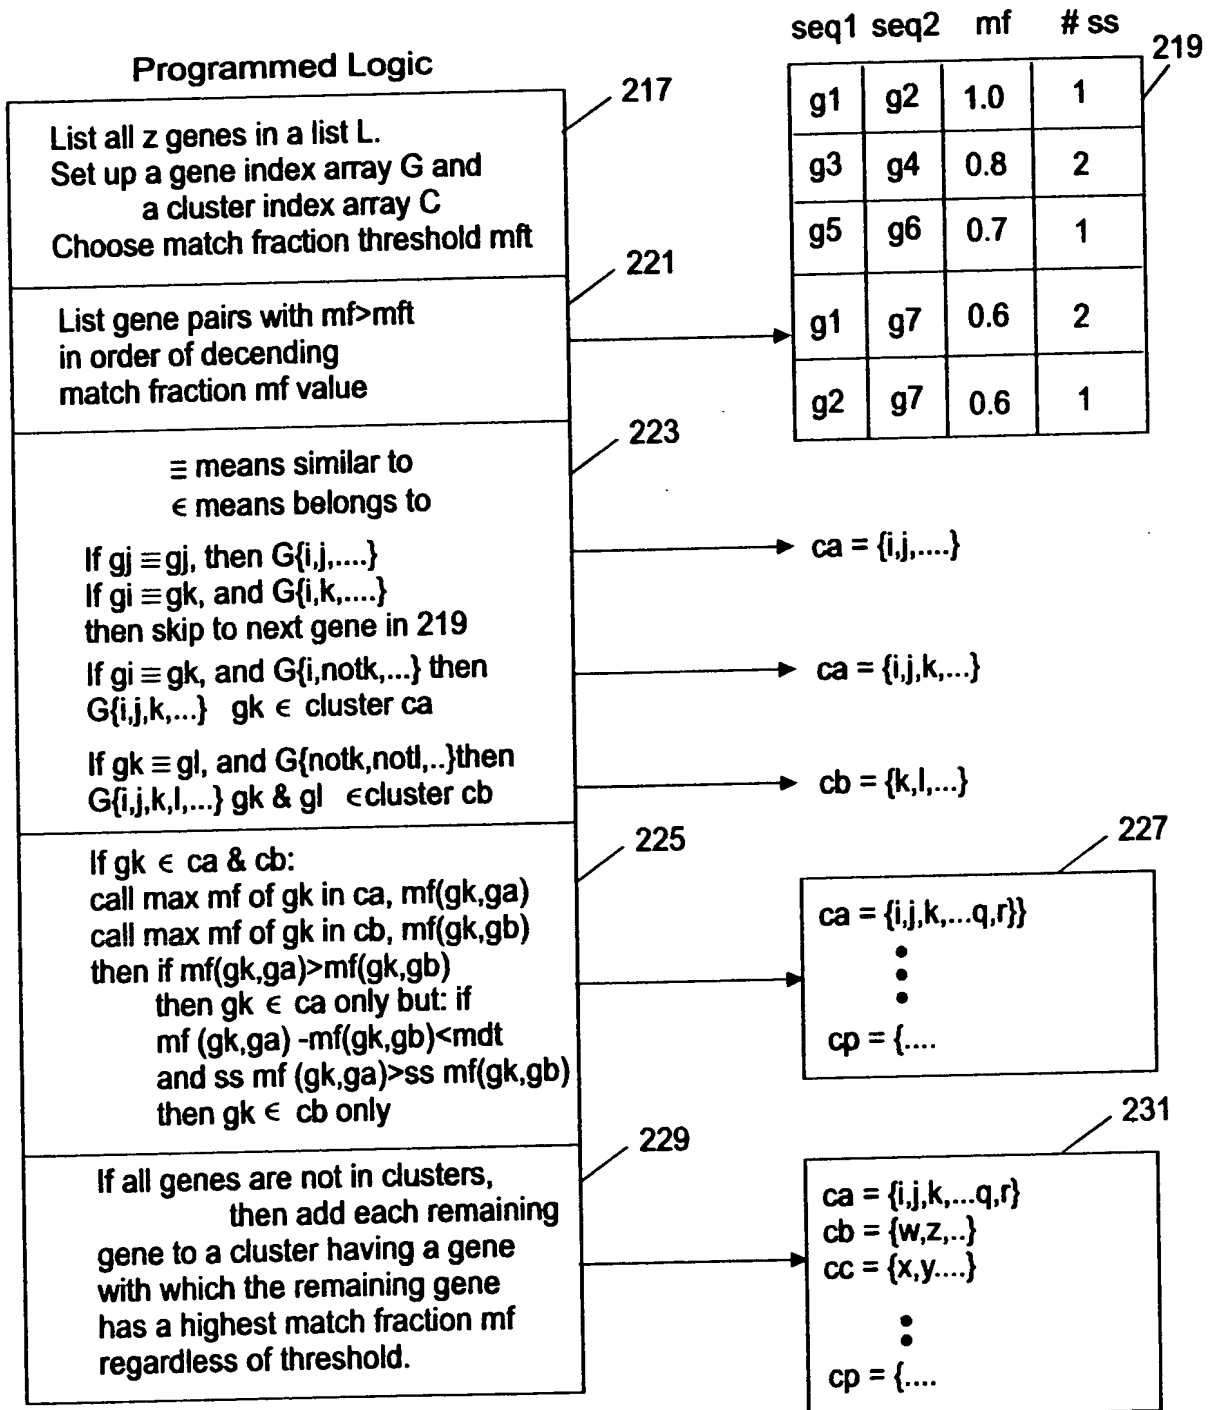 Programmed Logic
217
List all z genes in a list L.
Set up a gene index array G and
a cluster index array C
Choose match fraction threshold mft
221
List gene pairs with mf>mft
in order of decending
match fraction mf value
223
≡ means similar to
ϵ means belongs to
If gj ≡ gj, then G{i,j,....}
If gi ≡ gk, and G{i,k,....}
then skip to next gene in 219
If gi ≡ gk, and G{i,notk,...} then
G{i,j,k,...} gk ϵ cluster ca
If gk ≡ gl, and G{notk,notl,..}then
G{i,j,k,l,...} gk & gl ϵcluster cb
225
If gk ϵ ca & cb:
call max mf of gk in ca, mf(gk,ga)
call max mf of gk in cb, mf(gk,gb)
then if mf(gk,ga)>mf(gk,gb)
then gk ϵ ca only but: if
mf (gk,ga) -mf(gk,gb)<mdt
and ss mf (gk,ga)>ss mf(gk,gb)
then gk ϵ cb only
229
If all genes are not in clusters,
then add each remaining
gene to a cluster having a gene
with which the remaining gene
has a highest match fraction mf
regardless of threshold.
seq1 seq2 mf # ss
219
g1 g2 1.0 1
g3 g4 0.8 2
g5 g6 0.7 1
g1 g7 0.6 2
g2 g7 0.6 1
ca = {i,j,....}
ca = {i,j,k,...}
cb = {k,l,...}
227
ca = {i,j,k,...q,r}}
cp = {....
231
ca = {i,j,k,...q,r}
cb = {w,z,..}
cc = {x,y....}
cp = {....